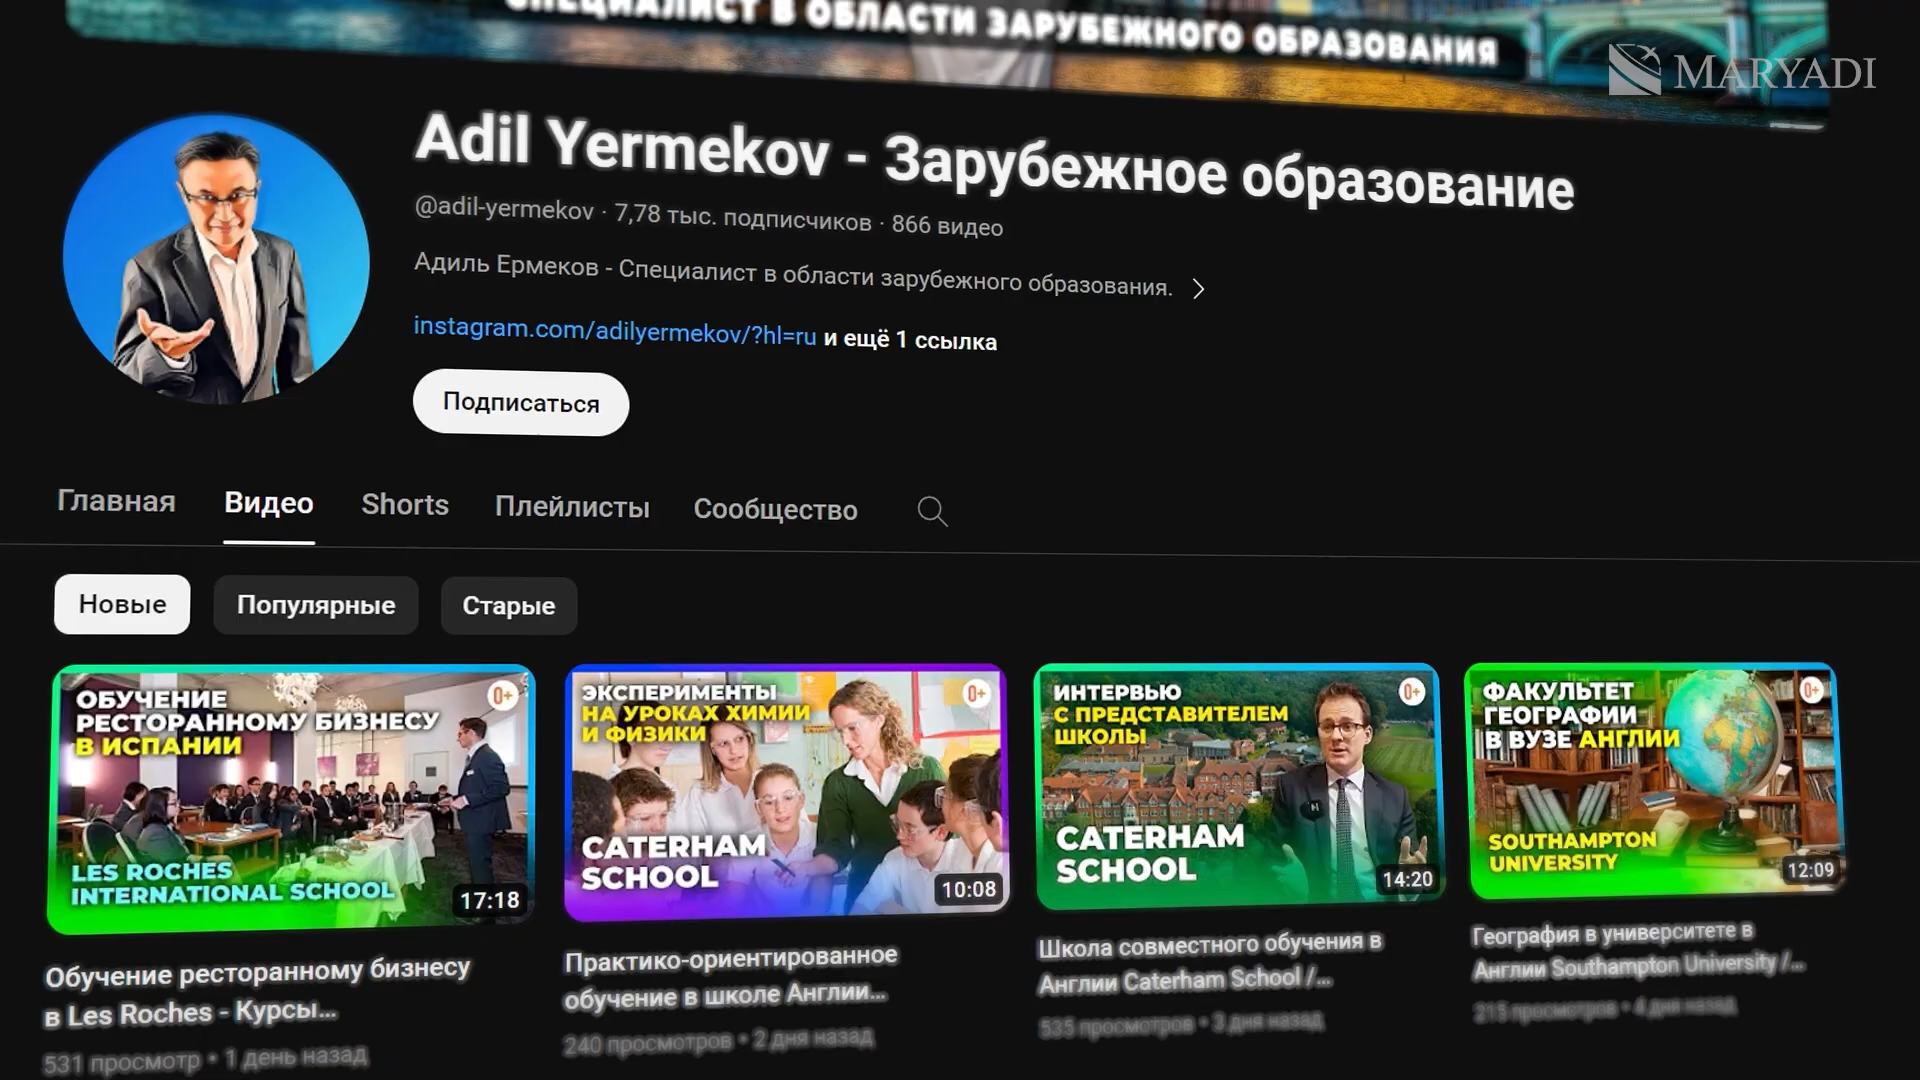 СПЕЦИАЛИСТ В ОБЛАСТИ ЗАРУБЕЖНОГО ОБРАЗОВАНИЯ
MARYADI
Adil Yermekov - Зарубежное образование
@adil-yermekov · 7,78 тыс. подписчиков · 866 видео
Адиль Ермеков - Специалист в области зарубежного образования.
instagram.com/adilyermekov/?hl=ru и ещё 1 ссылка
Подписаться
Главная Видео Shorts Плейлисты Сообщество
Новые Популярные Старые
ОБУЧЕНИЕ
РЕСТОРАННОМУ БИЗНЕСУ
В ИСПАНИИ
0+
LES ROCHES
INTERNATIONAL SCHOOL
17:18
Обучение ресторанному бизнесу
в Les Roches - Курсы...
531 просмотр • 1 день назад
ЭКСПЕРИМЕНТЫ
НА УРОКАХ ХИМИИ
И ФИЗИКИ
0+
CATERHAM
SCHOOL
10:08
Практико-ориентированное
обучение в школе Англии...
240 просмотров • 2 дня назад
ИНТЕРВЬЮ
С ПРЕДСТАВИТЕЛЕМ
ШКОЛЫ
0+
CATERHAM
SCHOOL
14:20
Школа совместного обучения в
Англии Caterham School /...
535 просмотров • 3 дня назад
ФАКУЛЬТЕТ
ГЕОГРАФИИ
В ВУЗЕ АНГЛИИ
0+
SOUTHAMPTON
UNIVERSITY
12:09
География в университете в
Англии Southampton University /...
215 просмотров • 4 дня назад